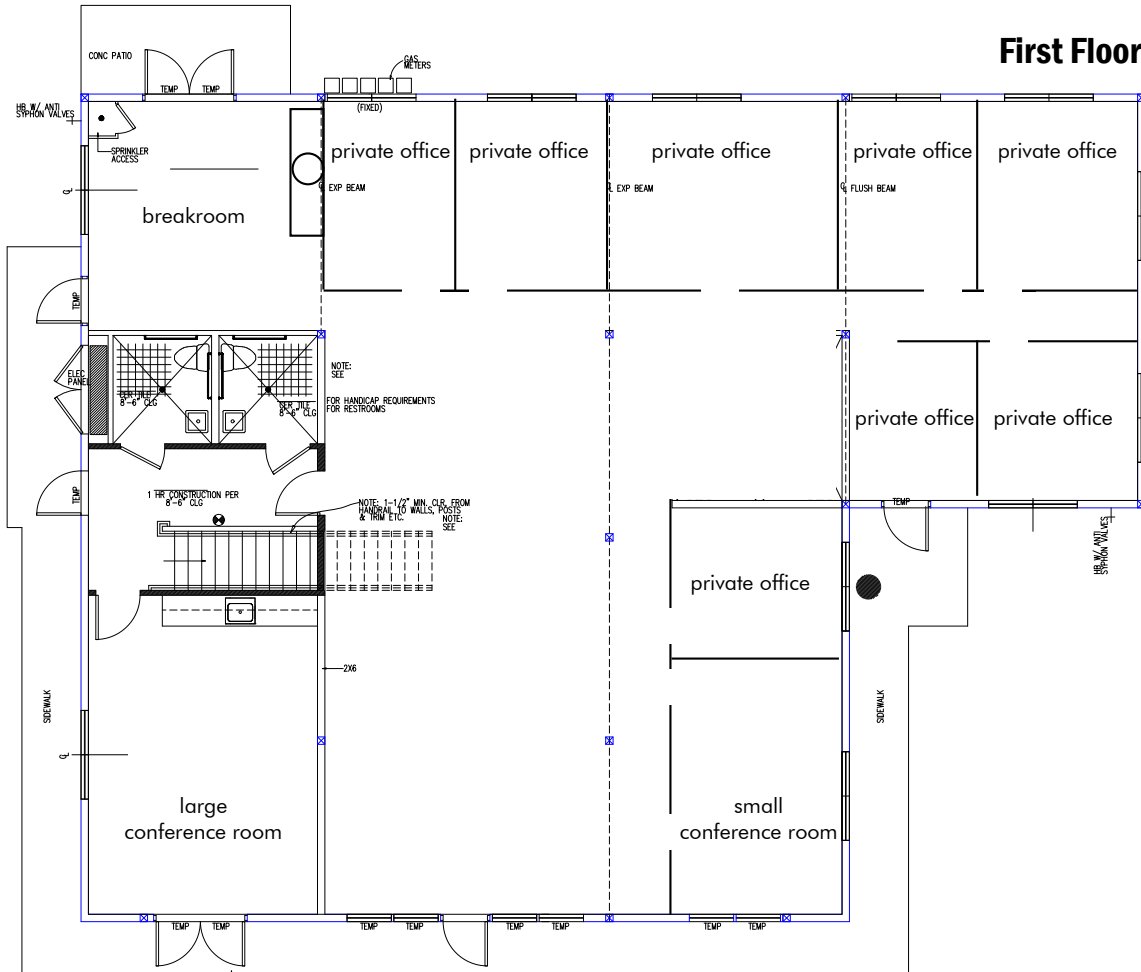 First Floor
CONC PATIO
GAS
METERS
TEMP
TEMP
(FIXED)
HB W/ ANTI
SYPHON VALVES
SPRINKLER
ACCESS
private office
private office
private office
private office
private office
EXP BEAM
EXP BEAM
FLUSH BEAM
breakroom
TEMP
ELEC
PANEL
8'-6" CLG
8'-6" CLG
NOTE:
SEE
FOR HANDICAP REQUIREMENTS
FOR RESTROOMS
private office
private office
TEMP
1 HR CONSTRUCTION PER
8'-6" CLG
NOTE: 1-1/2" MIN. CLR. FROM
HANDRAIL TO WALLS, POSTS
& TRIM ETC.
NOTE:
SEE
TEMP
HB W/ ANTI
SYPHON VALVES
private office
2X6
SIDEWALK
SIDEWALK
large
conference room
small
conference room
TEMP
TEMP
TEMP
TEMP
TEMP
TEMP
TEMP
TEMP